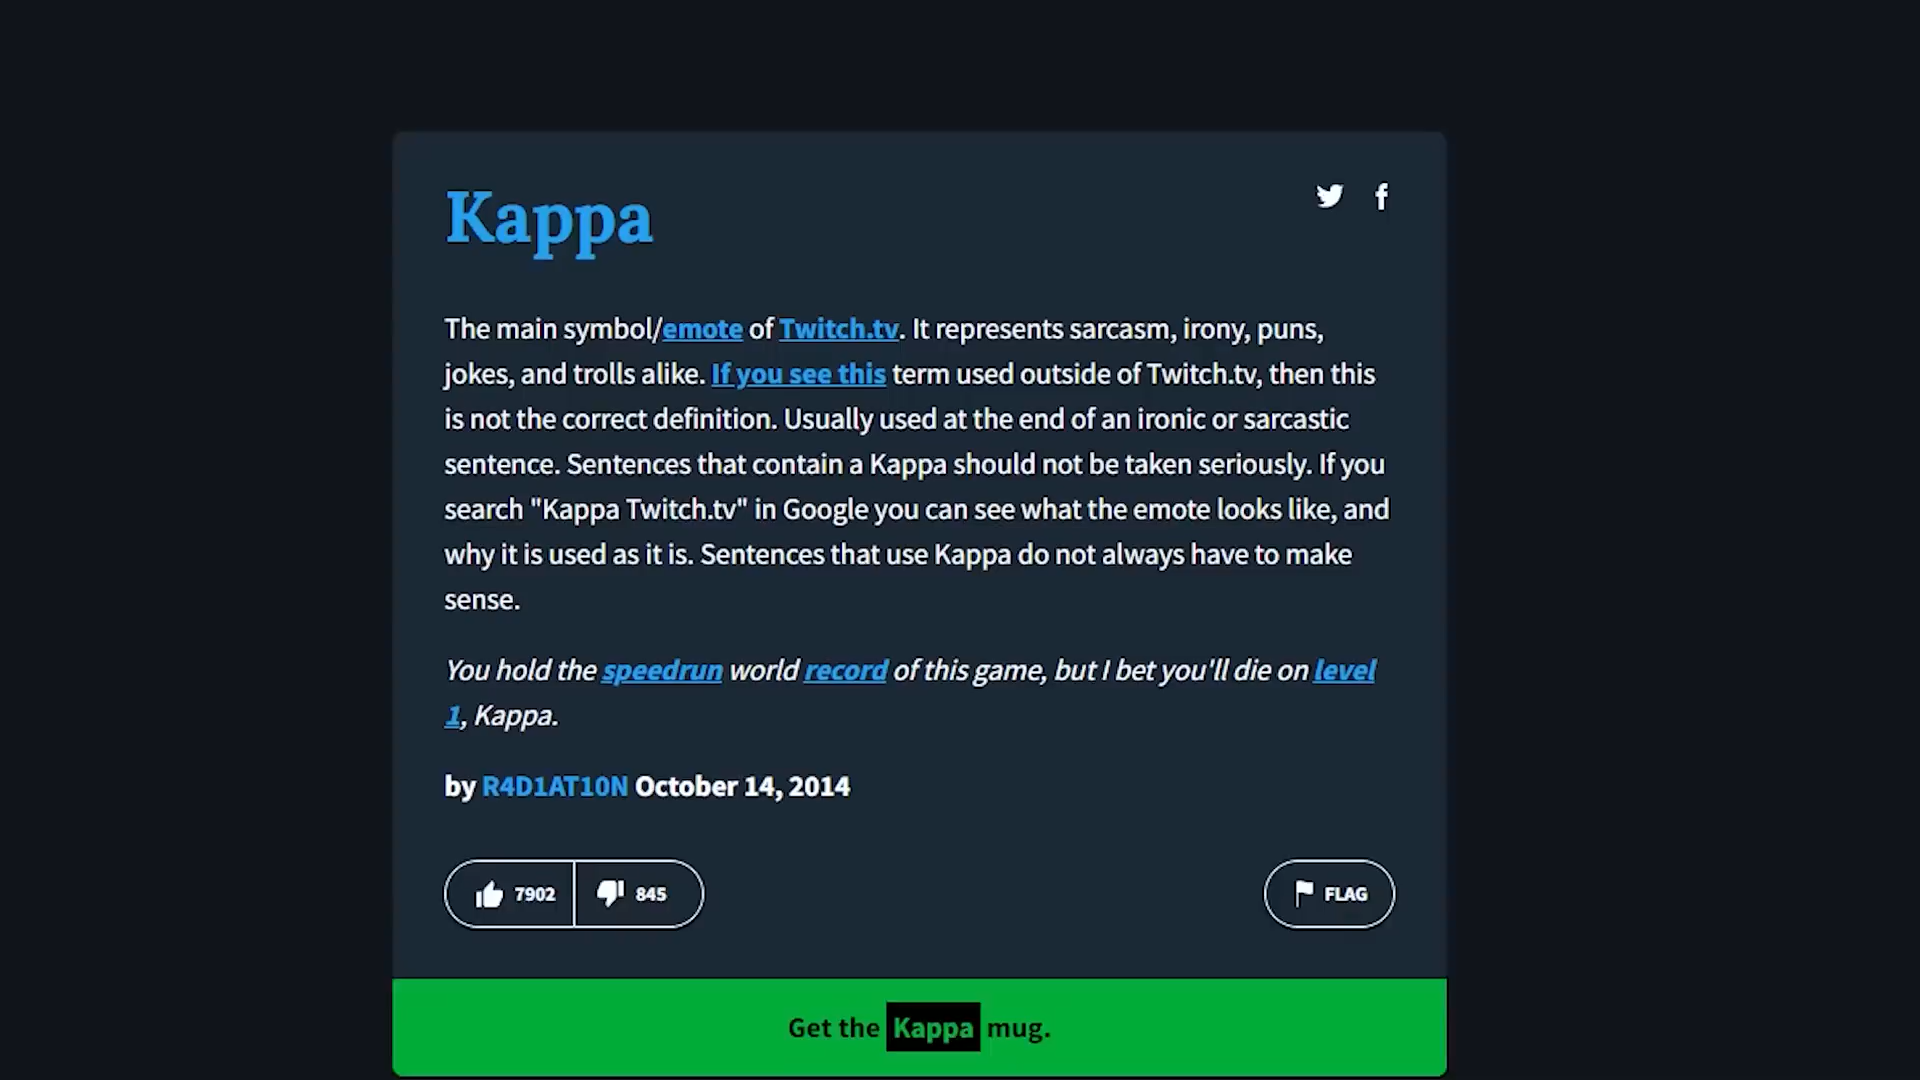 Kappa
The main symbol/emote of Twitch.tv. It represents sarcasm, irony, puns,
jokes, and trolls alike. If you see this term used outside of Twitch.tv, then this
is not the correct definition. Usually used at the end of an ironic or sarcastic
sentence. Sentences that contain a Kappa should not be taken seriously. If you
search "Kappa Twitch.tv" in Google you can see what the emote looks like, and
why it is used as it is. Sentences that use Kappa do not always have to make
sense.
You hold the speedrun world record of this game, but I bet you'll die on level
1, Kappa.
by R4D1AT10N October 14, 2014
7902 845 FLAG
Get the Kappa mug.